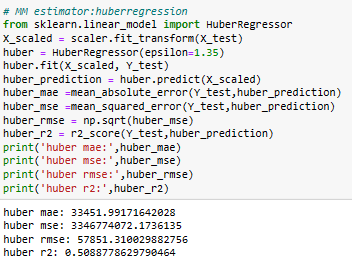 # MM estimator:huberregression
from sklearn.linear_model import HuberRegressor
X_scaled = scaler.fit_transform(X_test)
huber = HuberRegressor(epsilon=1.35)
huber.fit(X_scaled, Y_test)
huber_prediction = huber.predict(X_scaled)
huber_mae =mean_absolute_error(Y_test,huber_prediction)
huber_mse =mean_squared_error(Y_test,huber_prediction)
huber_rmse = np.sqrt(huber_mse)
huber_r2 = r2_score(Y_test,huber_prediction)
print('huber mae:',huber_mae)
print('huber mse:',huber_mse)
print('huber rmse:',huber_rmse)
print('huber r2:',huber_r2)
huber mae: 33451.99171642028
huber mse: 3346774072.1736135
huber rmse: 57851.310029882756
huber r2: 0.5088778629790464